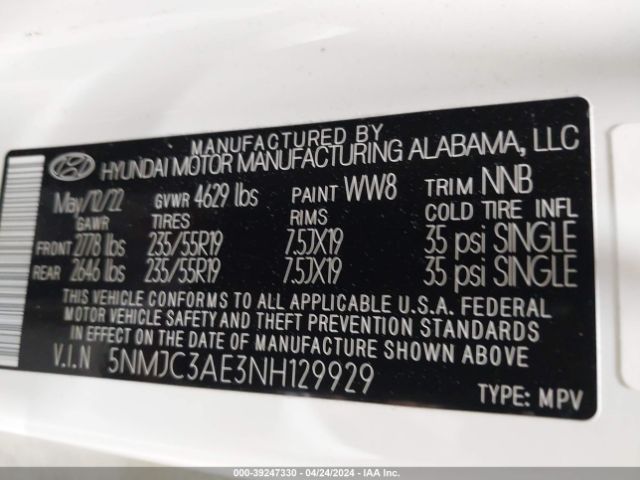 MANUFACTURED BY
HYUNDAI MOTOR MANUFACTURING ALABAMA, LLC
May/12/22 GVWR 4629 lbs PAINT WW8 TRIM NNB
GAWR TIRES RIMS COLD TIRE INFL
FRONT 2778 lbs 235/55R19 7.5JX19 35 psi SINGLE
REAR 2646 lbs 235/55R19 7.5JX19 35 psi SINGLE
THIS VEHICLE CONFORMS TO ALL APPLICABLE U.S.A. FEDERAL
MOTOR VEHICLE SAFETY AND THEFT PREVENTION STANDARDS
IN EFFECT ON THE DATE OF MANUFACTURE SHOWN ABOVE.
V.I.N 5NMJC3AE3NH129929
TYPE: MPV
000-39247330 - 04/24/2024 - IAA Inc.